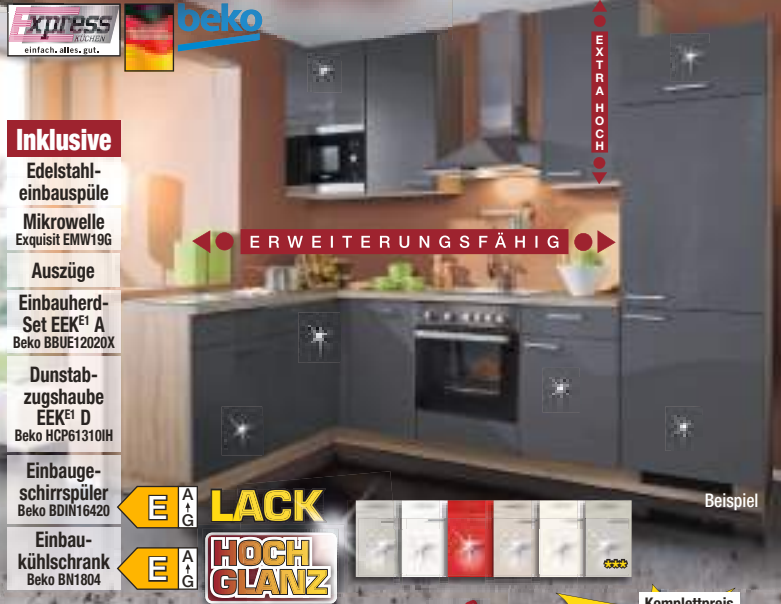 Express
KÜCHEN
einfach. alles. gut.
beko
EXTRA HOCH
Inklusive
Edelstahl-
einbauspüle
Mikrowelle
Exquisit EMW19G
Auszüge
Einbauherd-
Set EEK E1 A
Beko BBUE12020X
Dunstab-
zugshaube
EEK E1 D
Beko HCP61310IH
Einbauge-
schirrspüler
Beko BDIN16420
Einbau-
kühlschrank
Beko BN1804
ERWEITERUNGSFÄHIG
E
A
G
E
A
G
LACK
HOCH
GLANZ
Beispiel
Komplettpreis